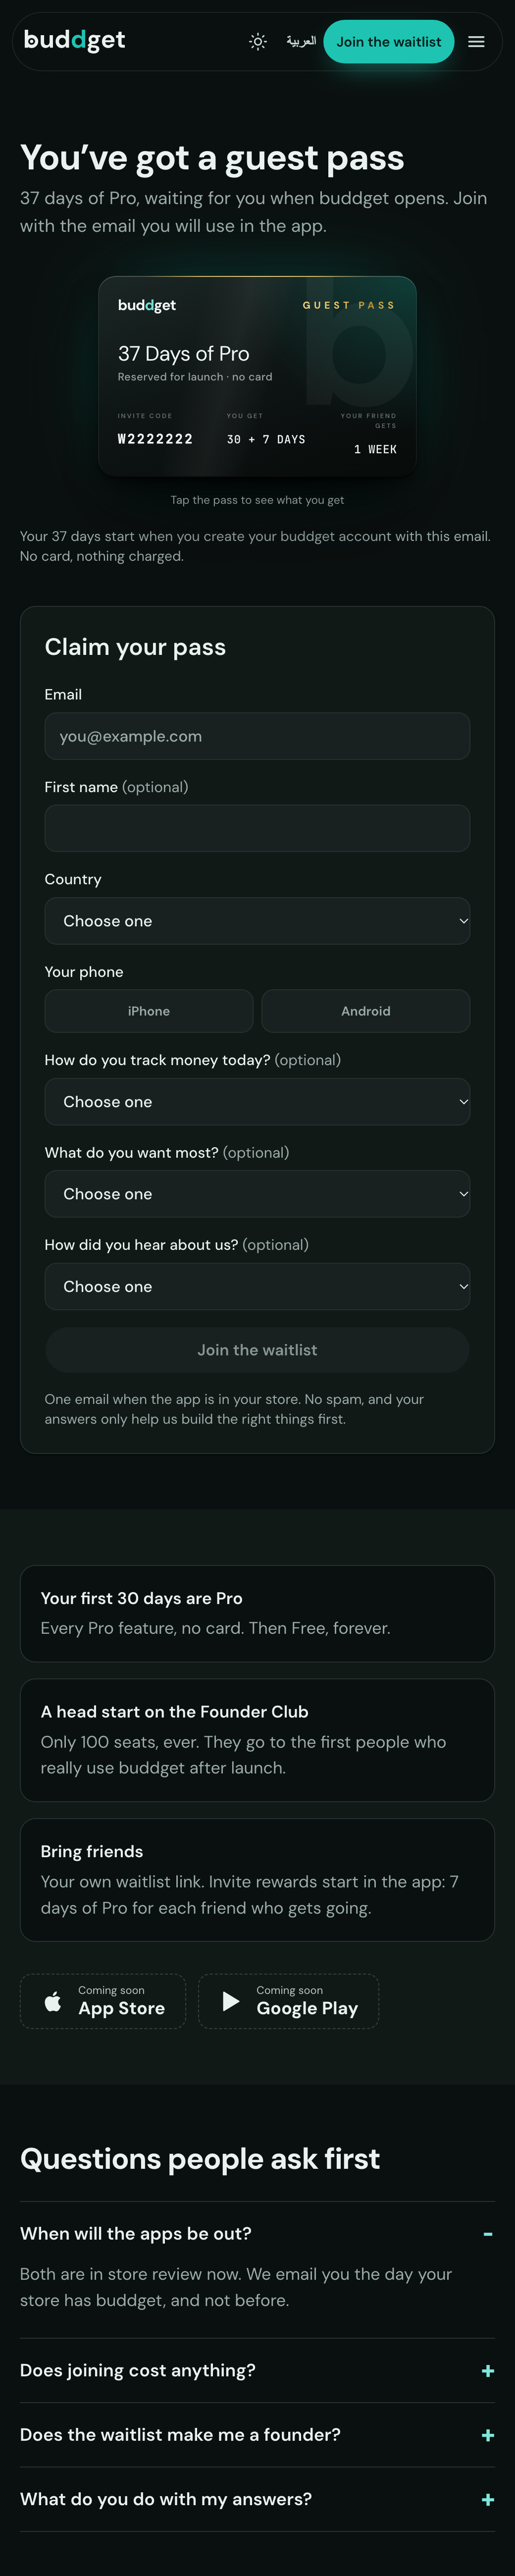 buddget
العربية
Join the waitlist
You’ve got a guest pass
37 days of Pro, waiting for you when buddget opens. Join
with the email you will use in the app.
buddget
GUEST PASS
37 Days of Pro
Reserved for launch · no card
INVITE CODE
YOU GET
YOUR FRIEND
GETS
W2222222
30 + 7 DAYS
1 WEEK
Tap the pass to see what you get
Your 37 days start when you create your buddget account with this email.
No card, nothing charged.
Claim your pass
Email
you@example.com
First name (optional)
Country
Choose one
Your phone
iPhone
Android
How do you track money today? (optional)
Choose one
What do you want most? (optional)
Choose one
How did you hear about us? (optional)
Choose one
Join the waitlist
One email when the app is in your store. No spam, and your
answers only help us build the right things first.
Your first 30 days are Pro
Every Pro feature, no card. Then Free, forever.
A head start on the Founder Club
Only 100 seats, ever. They go to the first people who
really use buddget after launch.
Bring friends
Your own waitlist link. Invite rewards start in the app: 7
days of Pro for each friend who gets going.
Coming soon
App Store
Coming soon
Google Play
Questions people ask first
When will the apps be out? -
Both are in store review now. We email you the day your
store has buddget, and not before.
Does joining cost anything? +
Does the waitlist make me a founder? +
What do you do with my answers? +